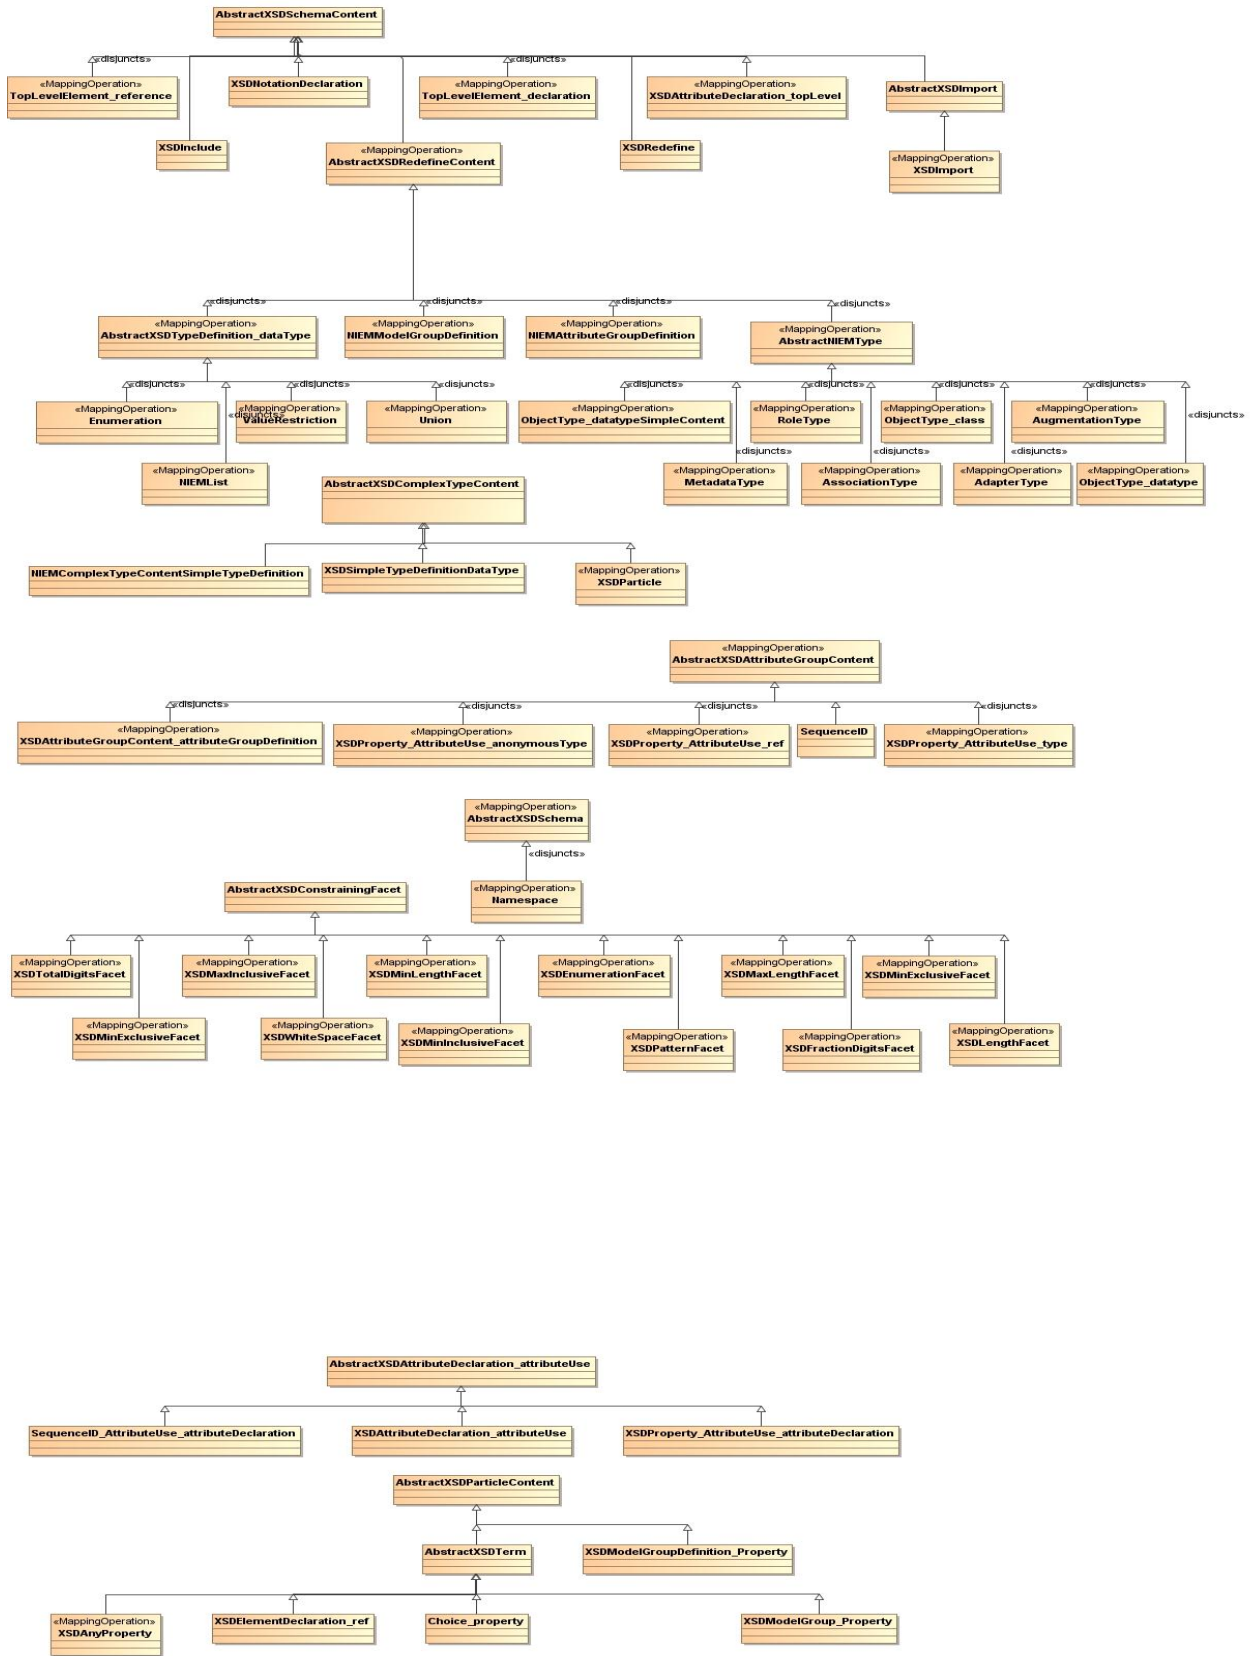 AbstractXSDSchemaContent
«disjuncts»
«disjuncts»
«MappingOperation»
TopLevelElement_reference
XSDNotationDeclaration
«MappingOperation»
TopLevelElement_declaration
«MappingOperation»
XSDAttributeDeclaration_topLevel
AbstractXSDImport
XSDInclude
«MappingOperation»
AbstractXSDRedefineContent
XSDRedefine
«MappingOperation»
XSDImport
«disjuncts»
«disjuncts»
«disjuncts»
«disjuncts»
«MappingOperation»
AbstractXSDTypeDefinition_dataType
«MappingOperation»
NIEMModelGroupDefinition
«MappingOperation»
NIEMAttributeGroupDefinition
«MappingOperation»
AbstractNIEMType
«disjuncts»
«disjuncts»
«disjuncts»
«disjuncts»
«disjuncts»
«disjuncts»
«disjuncts»
«MappingOperation»
Enumeration
«disjuncts»
«MappingOperation»
ValueRestriction
«MappingOperation»
Union
«MappingOperation»
ObjectType_datatypeSimpleContent
«MappingOperation»
RoleType
«MappingOperation»
ObjectType_class
«MappingOperation»
AugmentationType
«disjuncts»
«disjuncts»
«disjuncts»
«disjuncts»
«MappingOperation»
NIEMList
«MappingOperation»
MetadataType
«MappingOperation»
AssociationType
«MappingOperation»
AdapterType
«MappingOperation»
ObjectType_datatype
AbstractXSDComplexTypeContent
NIEMComplexTypeContentSimpleTypeDefinition
XSDSimpleTypeDefinitionDataType
«MappingOperation»
XSDParticle
«MappingOperation»
AbstractXSDAttributeGroupContent
«disjuncts»
«disjuncts»
«disjuncts»
«disjuncts»
«MappingOperation»
XSDAttributeGroupContent_attributeGroupDefinition
«MappingOperation»
XSDProperty_AttributeUse_anonymousType
«MappingOperation»
XSDProperty_AttributeUse_ref
SequenceID
«MappingOperation»
XSDProperty_AttributeUse_type
«MappingOperation»
AbstractXSDSchema
«disjuncts»
«MappingOperation»
Namespace
AbstractXSDConstrainingFacet
«MappingOperation»
XSDTotalDigitsFacet
«MappingOperation»
XSDMaxInclusiveFacet
«MappingOperation»
XSDMinLengthFacet
«MappingOperation»
XSDEnumerationFacet
«MappingOperation»
XSDMaxLengthFacet
«MappingOperation»
XSDMinExclusiveFacet
«MappingOperation»
XSDMinExclusiveFacet
«MappingOperation»
XSDWhiteSpaceFacet
«MappingOperation»
XSDMinInclusiveFacet
«MappingOperation»
XSDPatternFacet
«MappingOperation»
XSDFractionDigitsFacet
«MappingOperation»
XSDLengthFacet
AbstractXSDAttributeDeclaration_attributeUse
SequenceID_AttributeUse_attributeDeclaration
XSDAttributeDeclaration_attributeUse
XSDProperty_AttributeUse_attributeDeclaration
AbstractXSDParticleContent
AbstractXSDTerm
XSDModelGroupDefinition_Property
«MappingOperation»
XSDAnyProperty
XSDElementDeclaration_ref
Choice_property
XSDModelGroup_Property